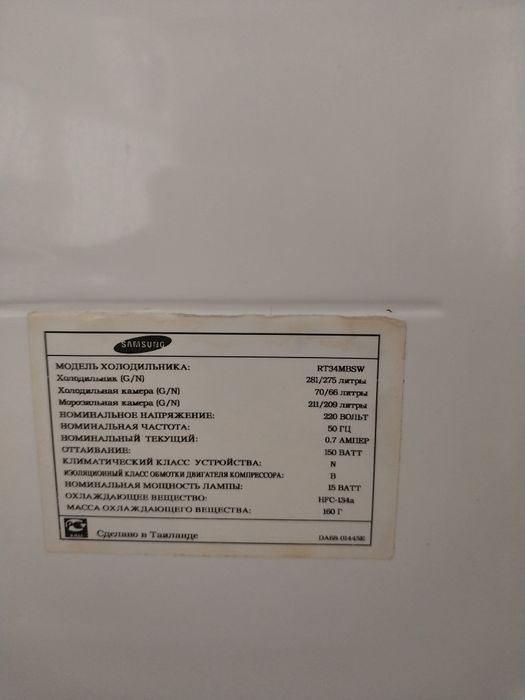 SAMSUNG
МОДЕЛЬ ХОЛОДИЛЬНИКА: RT34MBSW
Холодильник (G/N) 281/275 литры
Холодильная камера (G/N) 70/66 литры
Морозильная камера (G/N) 211/209 литры
НОМИНАЛЬНОЕ НАПРЯЖЕНИЕ: 220 ВОЛЬТ
НОМИНАЛЬНАЯ ЧАСТОТА: 50 ГЦ
НОМИНАЛЬНЫЙ ТЕКУЩИЙ: 0.7 АМПЕР
ОТТАИВАНИЕ: 150 ВАТТ
КЛИМАТИЧЕСКИЙ КЛАСС УСТРОЙСТВА: N
ИЗОЛЯЦИОННЫЙ КЛАСС ОБМОТКИ ДВИГАТЕЛЯ КОМПРЕССОРА: B
НОМИНАЛЬНАЯ МОЩНОСТЬ ЛАМПЫ: 15 ВАТТ
ОХЛАЖДАЮЩЕЕ ВЕЩЕСТВО: HFC-134a
МАССА ОХЛАЖДАЮЩЕГО ВЕЩЕСТВА: 160 Г
Сделано в Таиланде DA68-01445E